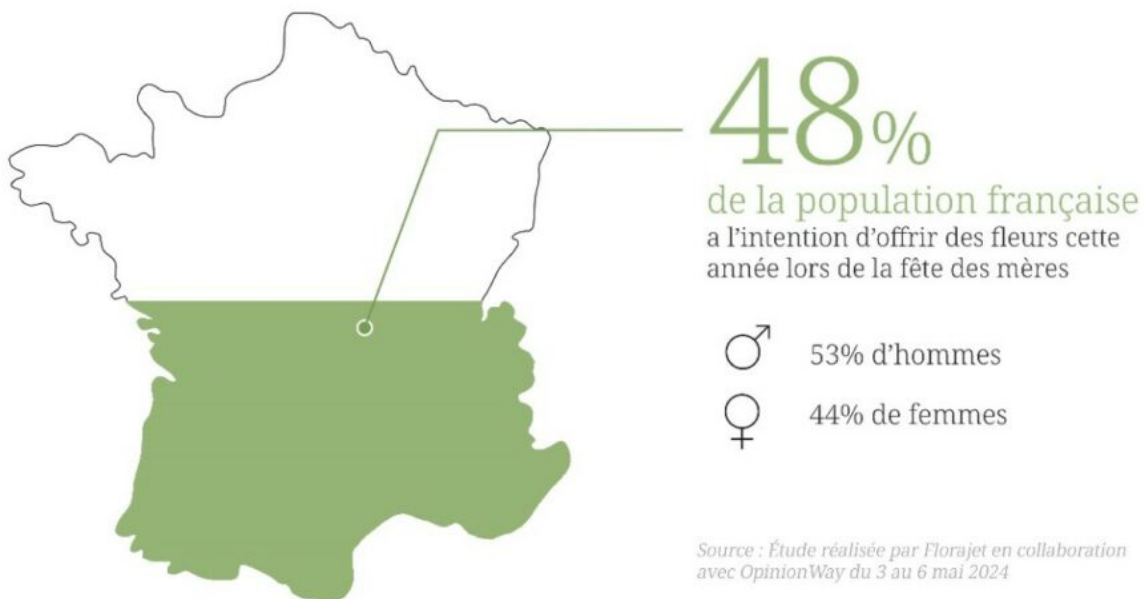 48%
de la population française
a l'intention d'offrir des fleurs cette
année lors de la fête des mères
53% d'hommes
44% de femmes
Source : Étude réalisée par Florajet en collaboration
avec OpinionWay du 3 au 6 mai 2024